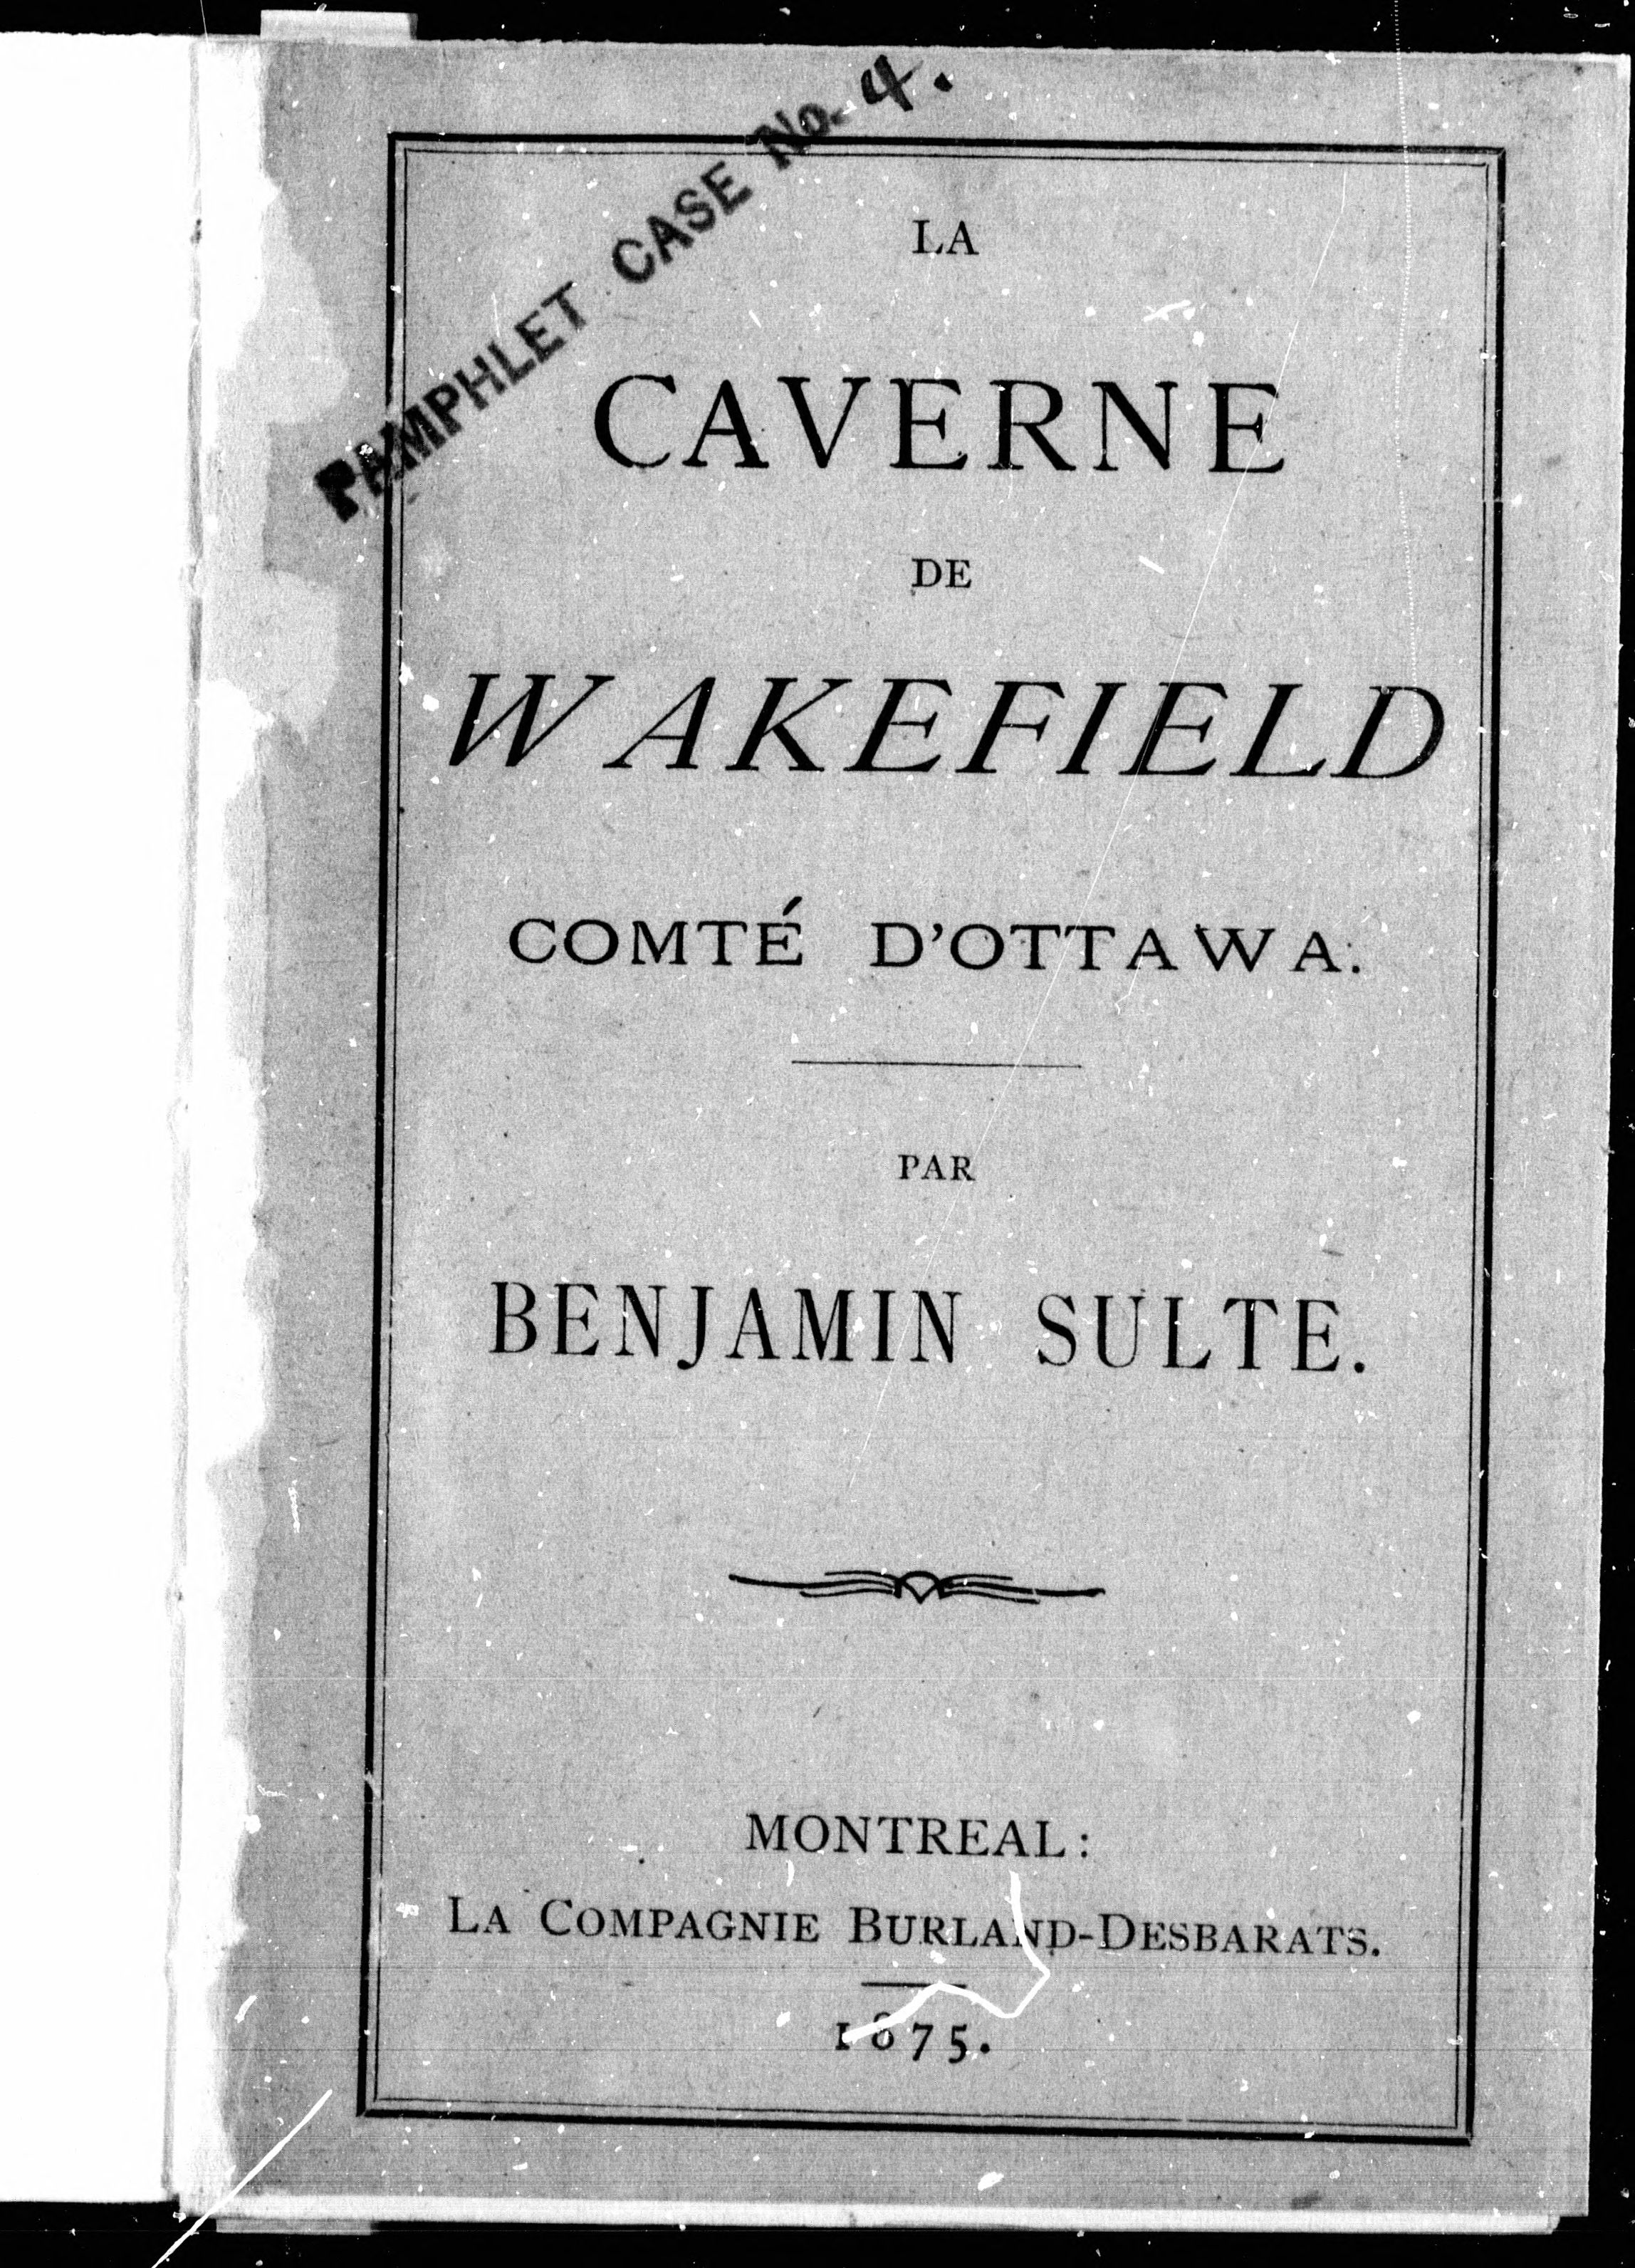 PAMPHLET CASE No. 4.
LA
CAVERNE
DE
WAKEFIELD
COMTÉ D'OTTAWA.
PAR
BENJAMIN SULTE.
MONTREAL:
LA COMPAGNIE BURLAND-DESBARATS.
1875.